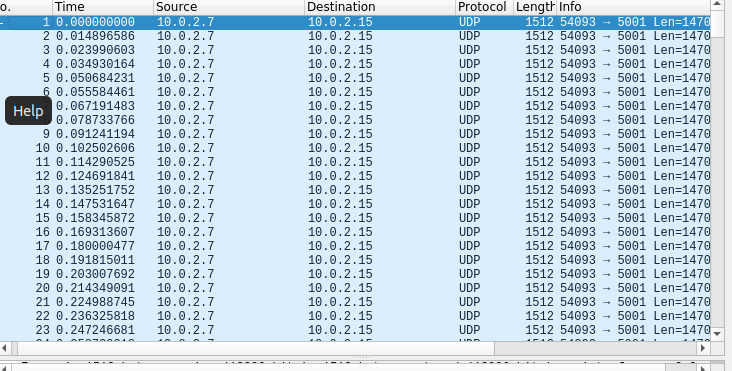 o. Time Source Destination Protocol Length Info
1 0.000000000 10.0.2.7 10.0.2.15 UDP 1512 54093 → 5001 Len=1470
2 0.014896586 10.0.2.7 10.0.2.15 UDP 1512 54093 → 5001 Len=1470
3 0.023990603 10.0.2.7 10.0.2.15 UDP 1512 54093 → 5001 Len=1470
4 0.034930164 10.0.2.7 10.0.2.15 UDP 1512 54093 → 5001 Len=1470
5 0.050684231 10.0.2.7 10.0.2.15 UDP 1512 54093 → 5001 Len=1470
6 0.055584461 10.0.2.7 10.0.2.15 UDP 1512 54093 → 5001 Len=1470
Help
0.067191483 10.0.2.7 10.0.2.15 UDP 1512 54093 → 5001 Len=1470
0.078733766 10.0.2.7 10.0.2.15 UDP 1512 54093 → 5001 Len=1470
9 0.091241194 10.0.2.7 10.0.2.15 UDP 1512 54093 → 5001 Len=1470
10 0.102502606 10.0.2.7 10.0.2.15 UDP 1512 54093 → 5001 Len=1470
11 0.114290525 10.0.2.7 10.0.2.15 UDP 1512 54093 → 5001 Len=1470
12 0.124691841 10.0.2.7 10.0.2.15 UDP 1512 54093 → 5001 Len=1470
13 0.135251752 10.0.2.7 10.0.2.15 UDP 1512 54093 → 5001 Len=1470
14 0.147531647 10.0.2.7 10.0.2.15 UDP 1512 54093 → 5001 Len=1470
15 0.158345872 10.0.2.7 10.0.2.15 UDP 1512 54093 → 5001 Len=1470
16 0.169313607 10.0.2.7 10.0.2.15 UDP 1512 54093 → 5001 Len=1470
17 0.180000477 10.0.2.7 10.0.2.15 UDP 1512 54093 → 5001 Len=1470
18 0.191815011 10.0.2.7 10.0.2.15 UDP 1512 54093 → 5001 Len=1470
19 0.203007692 10.0.2.7 10.0.2.15 UDP 1512 54093 → 5001 Len=1470
20 0.214349091 10.0.2.7 10.0.2.15 UDP 1512 54093 → 5001 Len=1470
21 0.224988745 10.0.2.7 10.0.2.15 UDP 1512 54093 → 5001 Len=1470
22 0.236325818 10.0.2.7 10.0.2.15 UDP 1512 54093 → 5001 Len=1470
23 0.247246681 10.0.2.7 10.0.2.15 UDP 1512 54093 → 5001 Len=1470